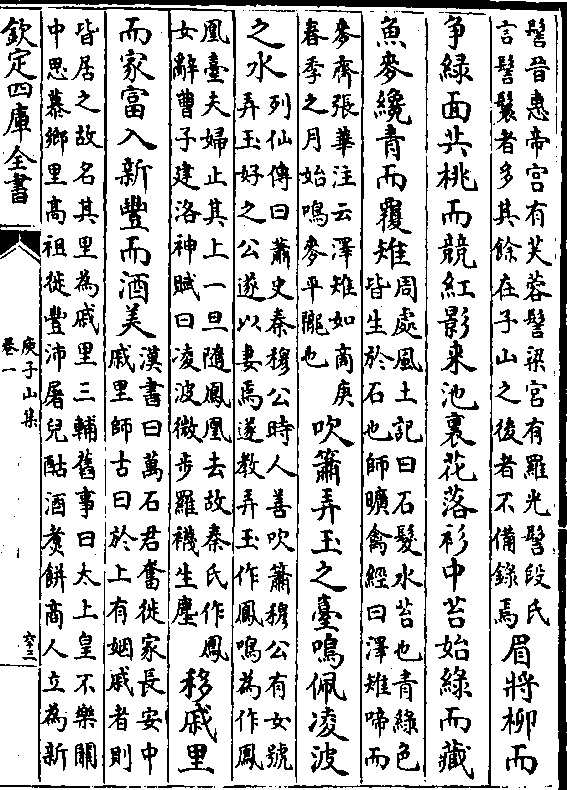 髻晉惠帝宮有芙蓉髻梁宮有羅光髻段氏
言髻鬟者多其餘在子山之後者不備錄焉
眉將柳而
争緑面共桃而競紅影来池裏花落衫中苔始綠而藏
魚麥纔青而覆雉
周處風土記曰石髮水苔也青緑色
皆生於石也師曠禽經曰澤雉啼而
麥齊張華注云澤雉如商庚
春季之月始鳴麥平隴也
吹簫弄玉之臺鳴佩凌波
之水
列仙傳曰蕭史秦穆公時人善吹簫穆公有女號
弄玉好之公遂以妻焉遂教弄玉作鳳鳴為作鳳
凰臺夫婦止其上一旦隨鳳凰去故秦氏作鳳
女辭曹子建洛神賦曰凌波微步羅襪生塵
移戚里
而家富入新豐而酒美
漢書曰萬石君奮徙家長安中
戚里師古曰於上有姻戚者則
皆居之故名其里為戚里三輔舊事曰太上皇不樂關
中思慕鄉里高祖徙豐沛屠兒酤酒煑餅商人立為新
欽定四庫全書
庾子山集
卷一
六三